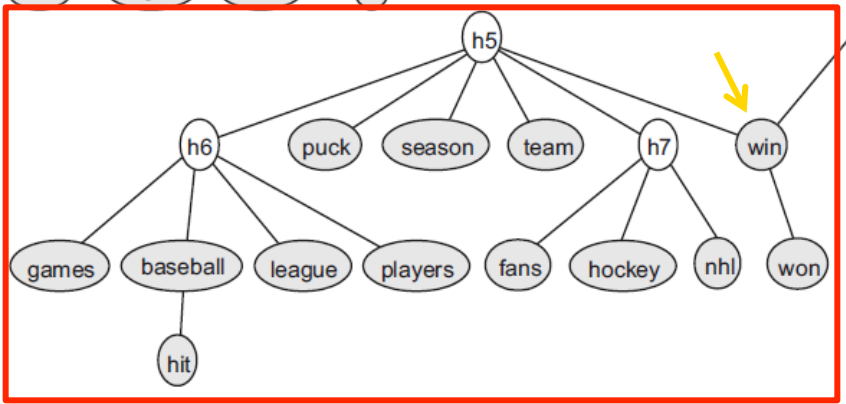 h5
h6 puck season team h7 win
games baseball league players fans hockey nhl won
hit